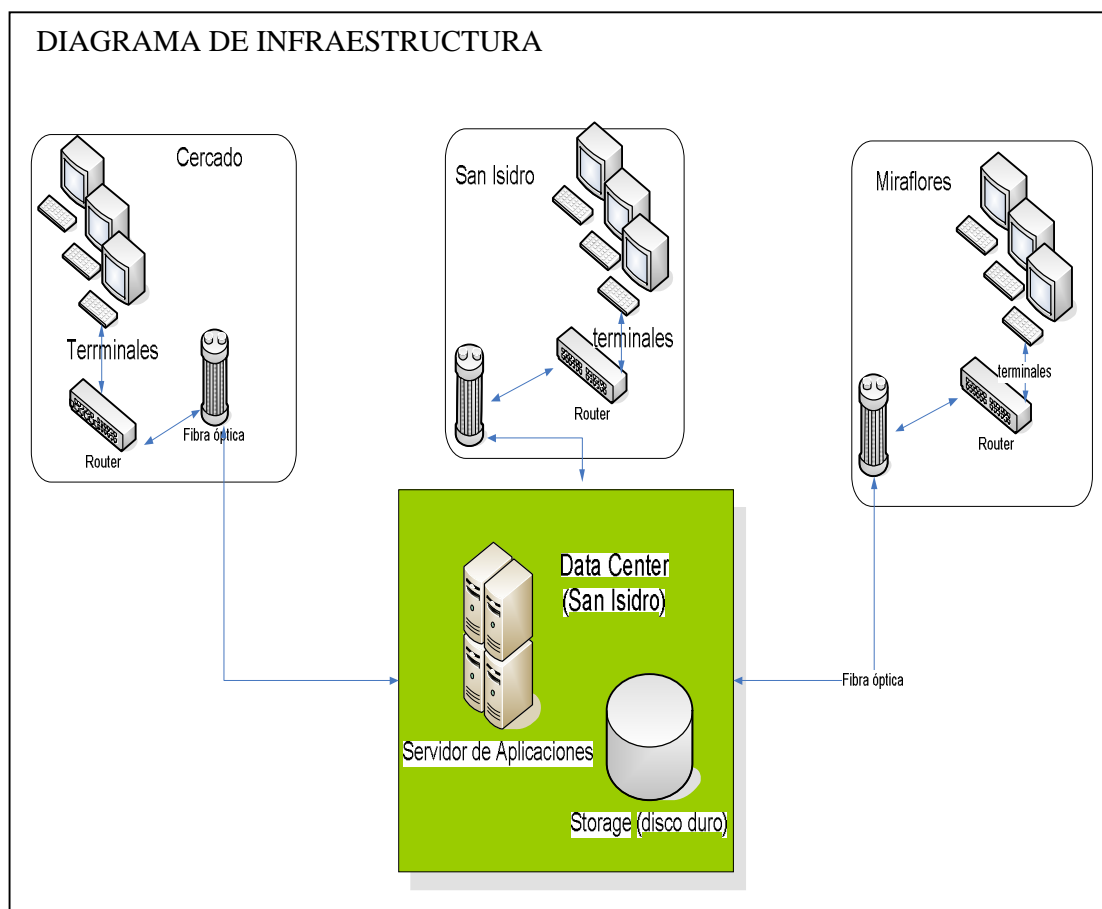 DIAGRAMA DE INFRAESTRUCTURA
Cercado
Terrminales
Fibra óptica
Router
San Isidro
terminales
Router
Miraflores
terminales
Router
Data Center
(San Isidro)
Servidor de Aplicaciones
Storage (disco duro)
Fibra óptica